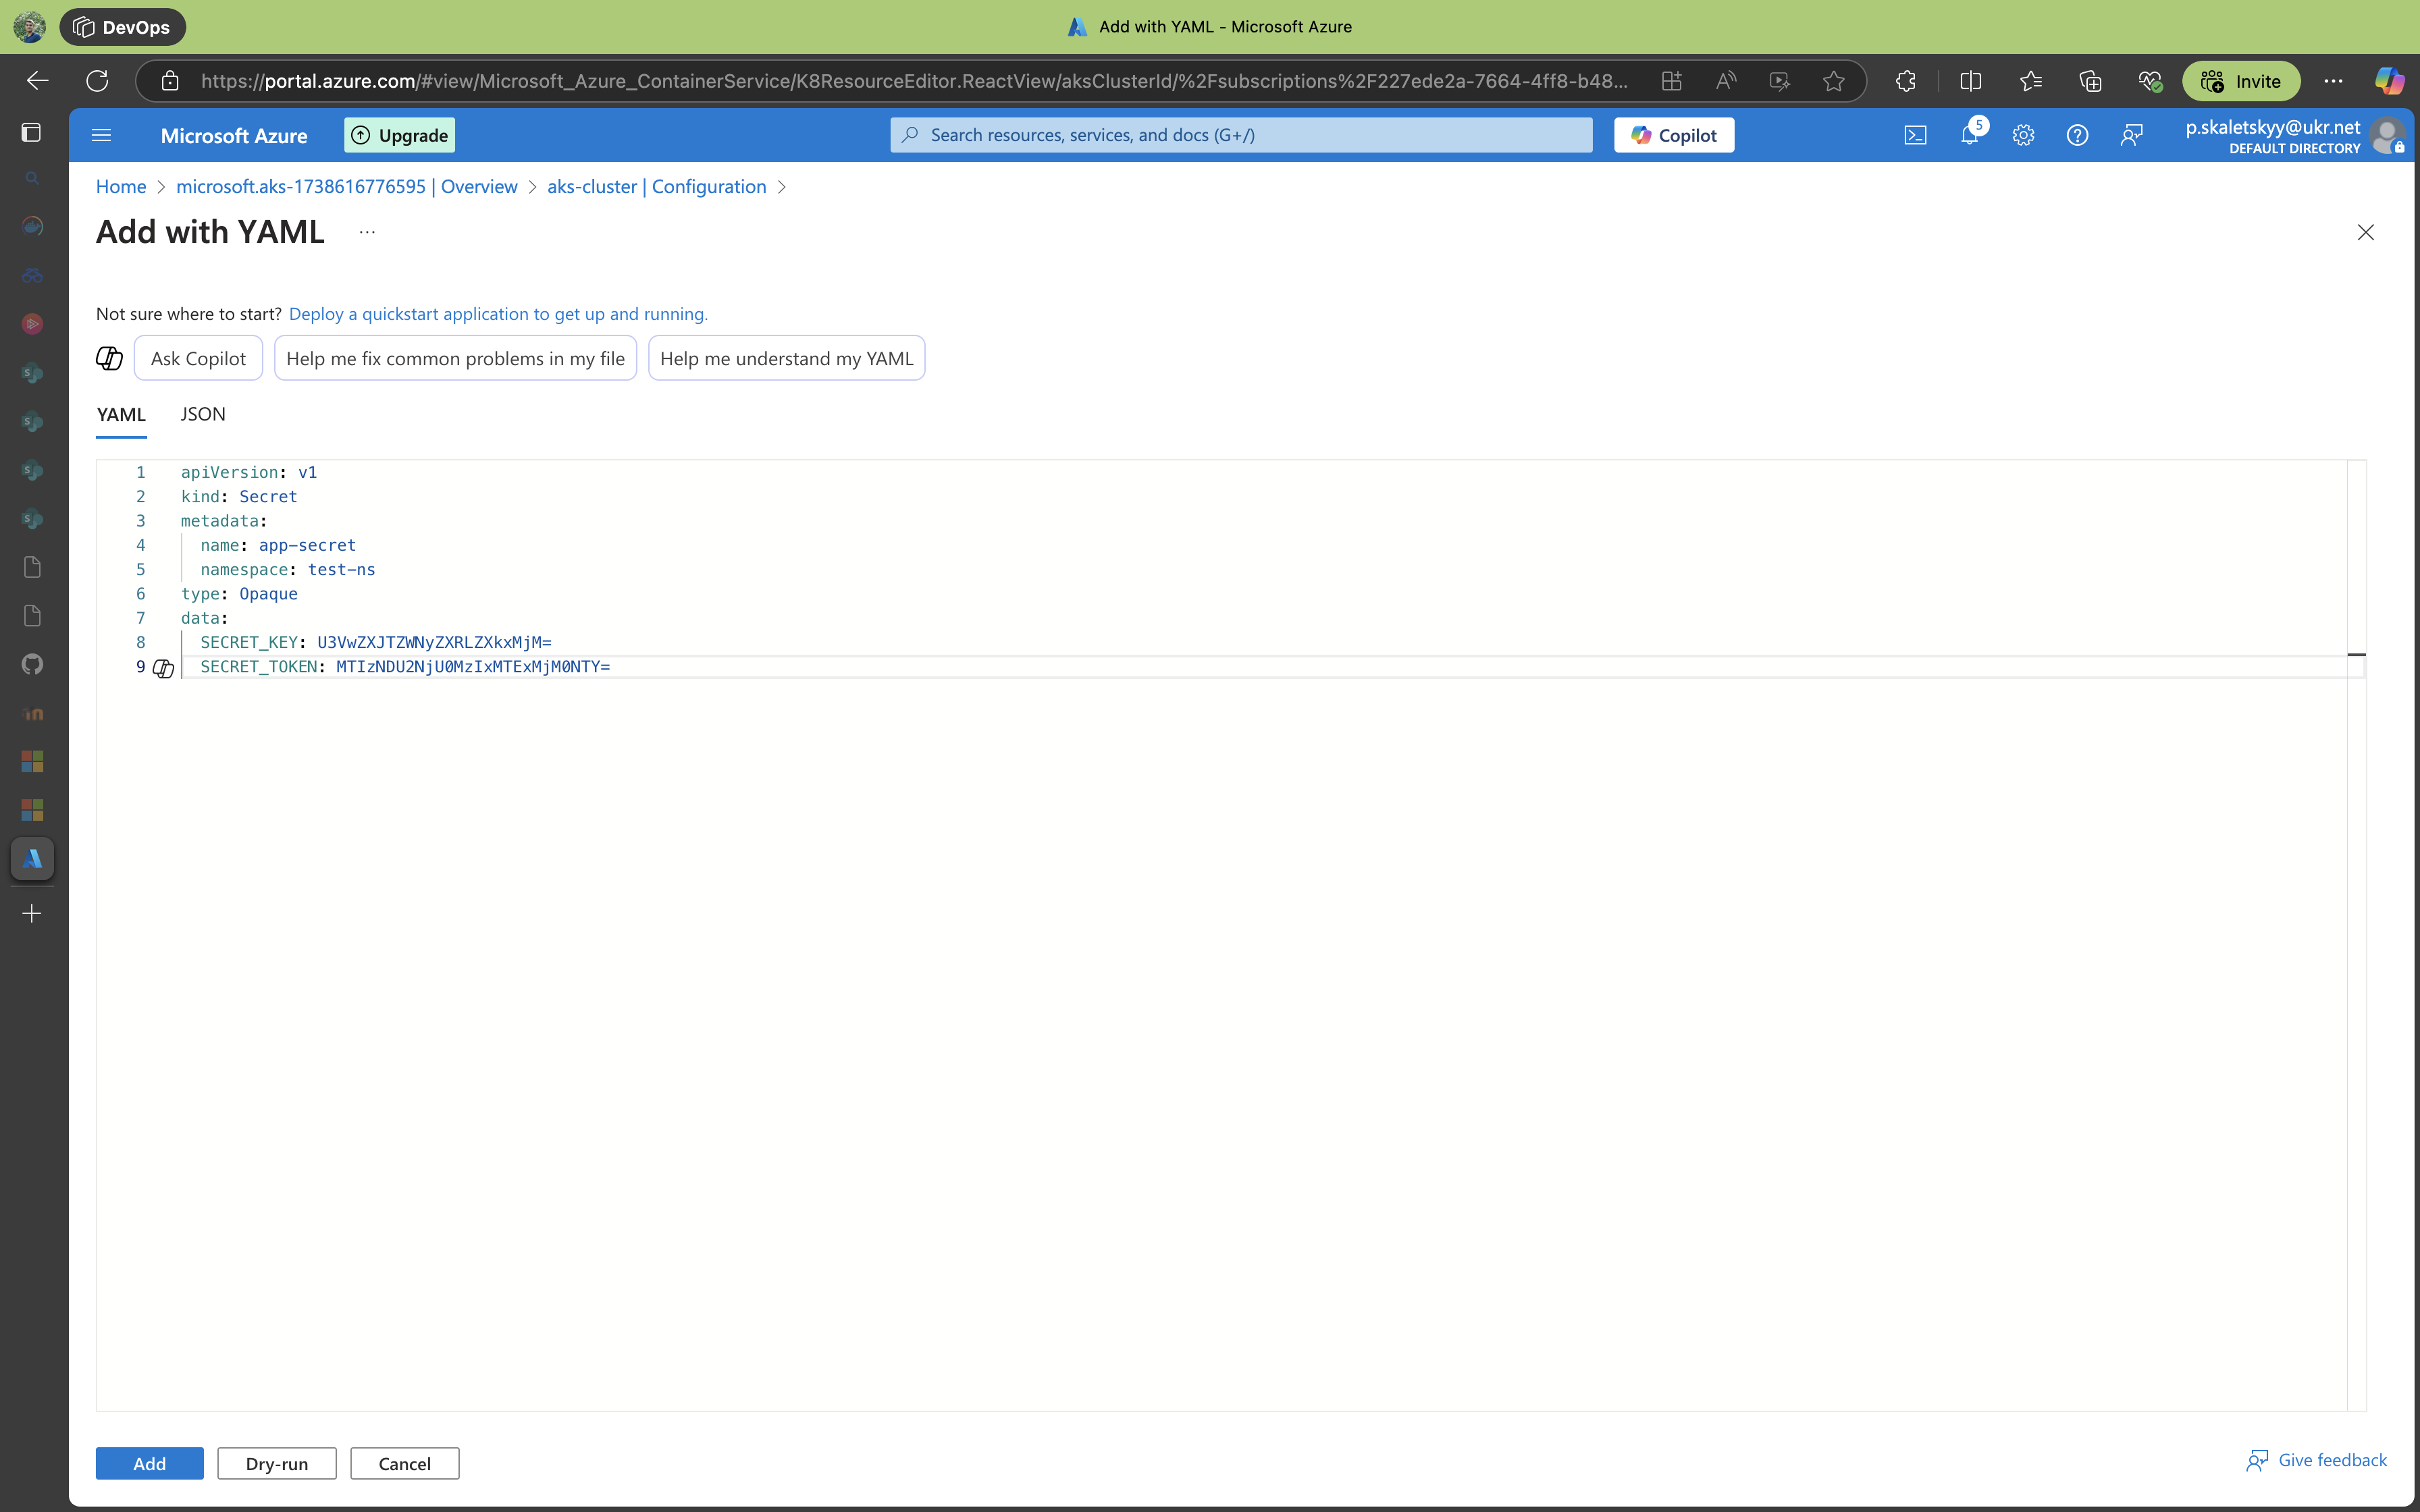 DevOps
Add with YAML - Microsoft Azure
https://portal.azure.com/#view/Microsoft_Azure_ContainerService/K8ResourceEditor.ReactView/aksClusterId/%2Fsubscriptions%2F227ede2a-7664-4ff8-b48...
Invite
Microsoft Azure
Upgrade
Search resources, services, and docs (G+/)
Copilot
5
p.skaletskyy@ukr.net
DEFAULT DIRECTORY
Home > microsoft.aks-1738616776595 | Overview > aks-cluster | Configuration >
Add with YAML ...
Not sure where to start? Deploy a quickstart application to get up and running.
Ask Copilot
Help me fix common problems in my file
Help me understand my YAML
YAML
JSON
1 apiVersion: v1
2 kind: Secret
3 metadata:
4 name: app-secret
5 namespace: test-ns
6 type: Opaque
7 data:
8 SECRET_KEY: U3VwZXJTZWNyZXRLZXkxMjM=
9 SECRET_TOKEN: MTIzNDU2NjU0MzIxMTExMjM0NTY=
Add
Dry-run
Cancel
Give feedback